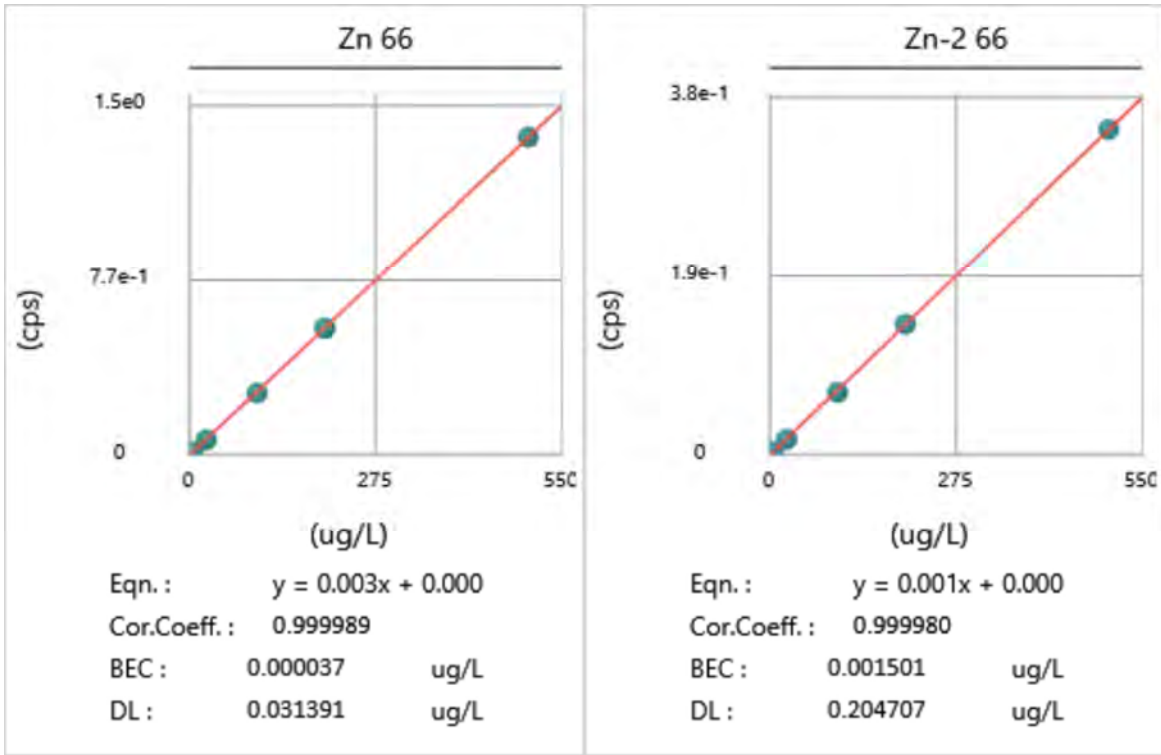 Zn 66
1.5e0
7.7e-1
0
(cps)
0 275 550
(ug/L)
Eqn. : y = 0.003x + 0.000
Cor.Coeff. : 0.999989
BEC : 0.000037 ug/L
DL : 0.031391 ug/L
Zn-2 66
3.8e-1
1.9e-1
0
(cps)
0 275 550
(ug/L)
Eqn. : y = 0.001x + 0.000
Cor.Coeff. : 0.999980
BEC : 0.001501 ug/L
DL : 0.204707 ug/L